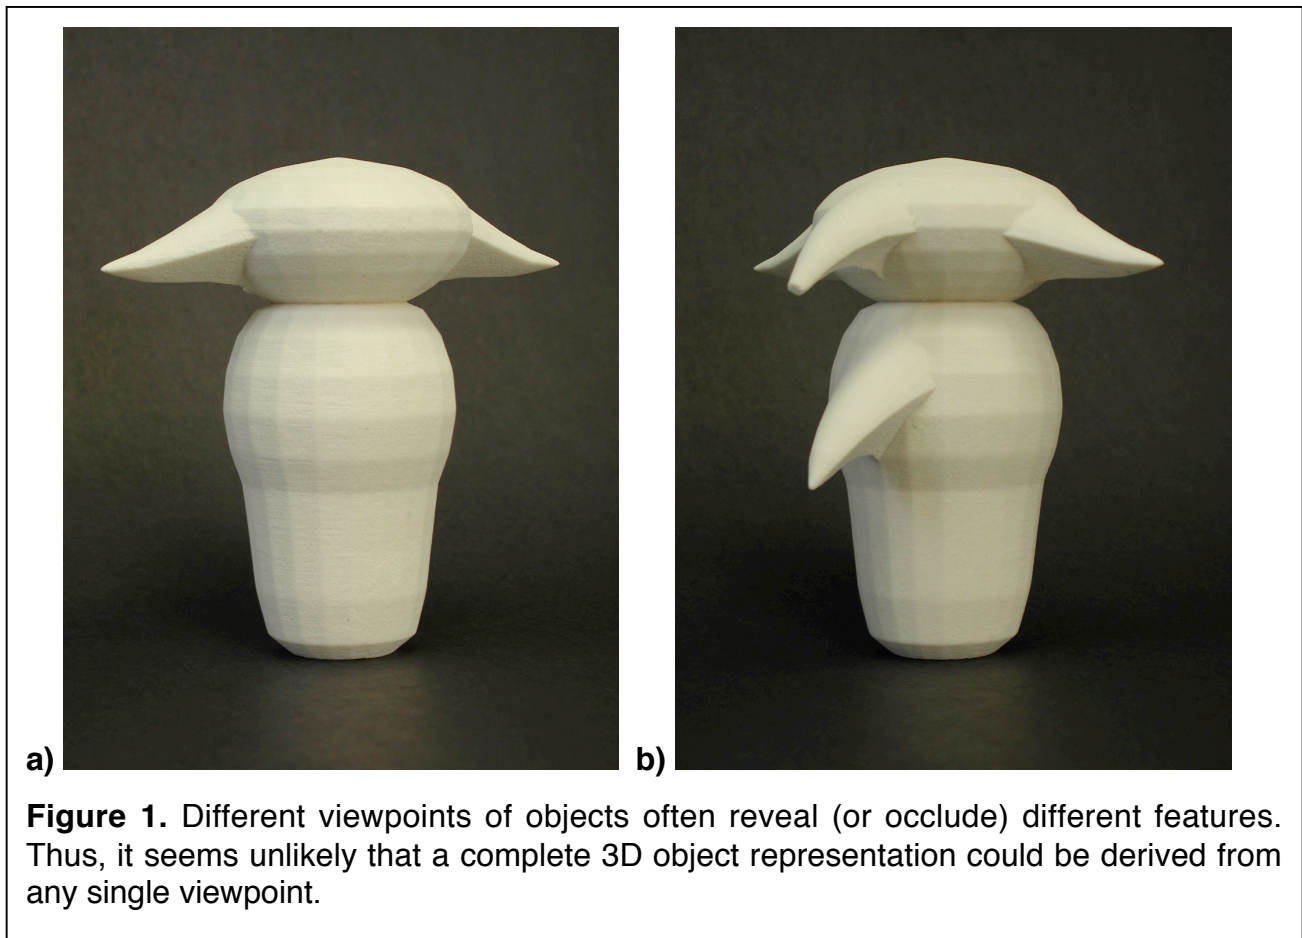 a)
b)
Figure 1. Different viewpoints of objects often reveal (or occlude) different features.
Thus, it seems unlikely that a complete 3D object representation could be derived from
any single viewpoint.